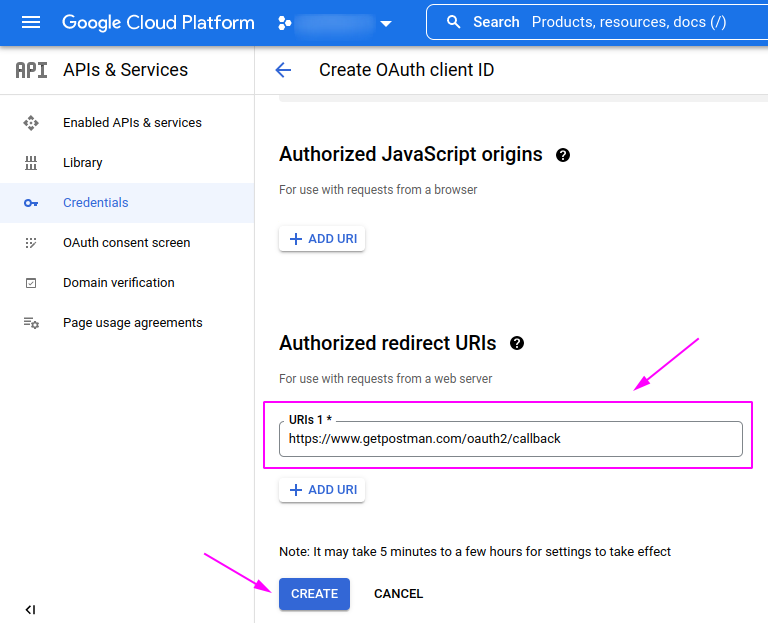 Google Cloud Platform
Search Products, resources, docs (/)
API APIs & Services
Create OAuth client ID
Enabled APIs & services
Library
Credentials
OAuth consent screen
Domain verification
Page usage agreements
Authorized JavaScript origins
For use with requests from a browser
ADD URI
Authorized redirect URIs
For use with requests from a web server
URIs 1 *
https://www.getpostman.com/oauth2/callback
ADD URI
Note: It may take 5 minutes to a few hours for settings to take effect
CREATE CANCEL